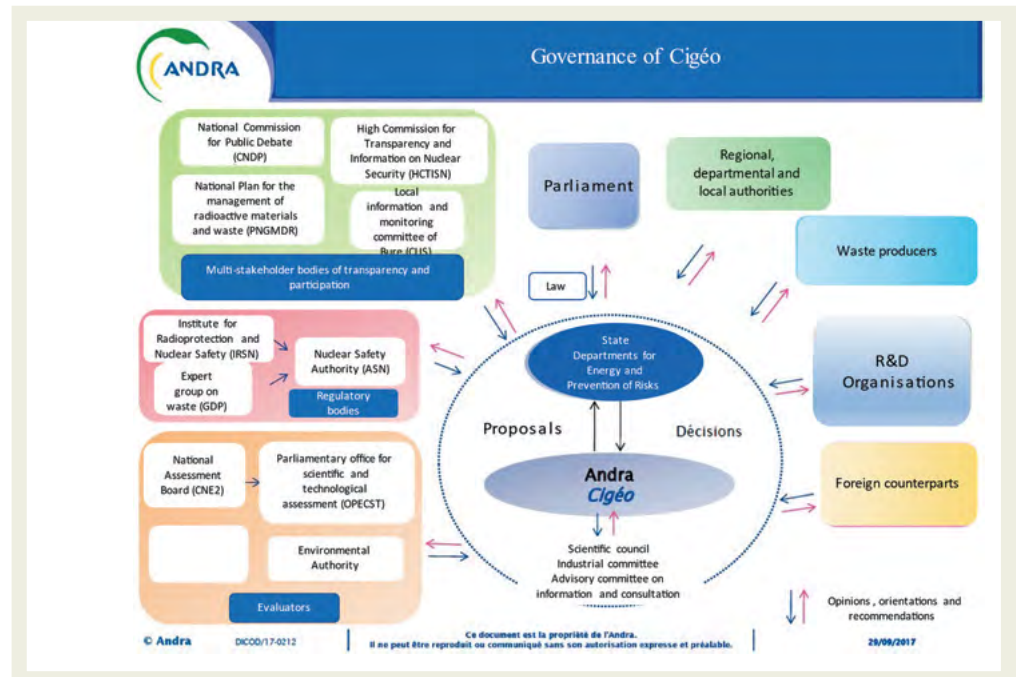 ANDRA
Governance of Cigéo
National Commission
for Public Debate
(CNDP)
High Commission for
Transparency and
Information on Nuclear
Security (HCTISN)
National Plan for the
management of
radioactive materials
and waste (PNGMDR)
Local
information and
monitoring
committee of
Bure (CLIS)
Multi-stakeholder bodies of transparency and
participation
Parliament
Regional,
departmental and
local authorities
Waste producers
Law
Institute for
Radioprotection and
Nuclear Safety (IRSN)
Expert
group on
waste (GDP)
Nuclear Safety
Authority (ASN)
Regulatory
bodies
State
Departments for
Energy and
Prevention of Risks
R&D
Organisations
Proposals
Décisions
Andra
Cigéo
National
Assessment
Board (CNE2)
Parliamentary office for
scientific and
technological
assessment (OPECST)
Environmental
Authority
Evaluators
Foreign counterparts
Scientific council
Industrial committee
Advisory committee on
information and consultation
Opinions , orientations and
recommendations
© Andra
DICOD/17-0212
Ce document est la propriété de l'Andra.
Il ne peut être reproduit ou communiqué sans son autorisation expresse et préalable.
29/09/2017